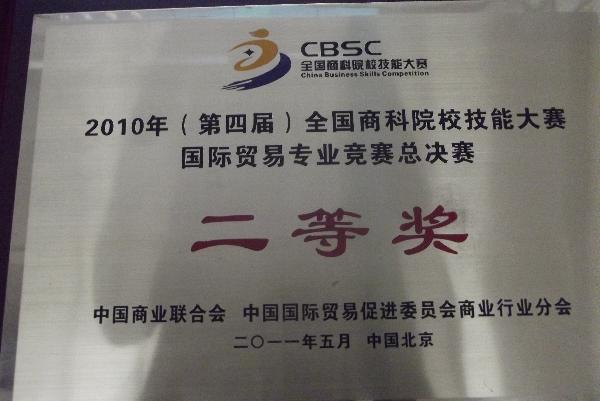 CBSC
全国商科院校技能大赛
China Business Skills Competition
2010年（第四届）全国商科院校技能大赛
国际贸易专业竞赛总决赛
二等奖
中国商业联合会 中国国际贸易促进委员会商业行业分会
二〇一一年五月 中国北京